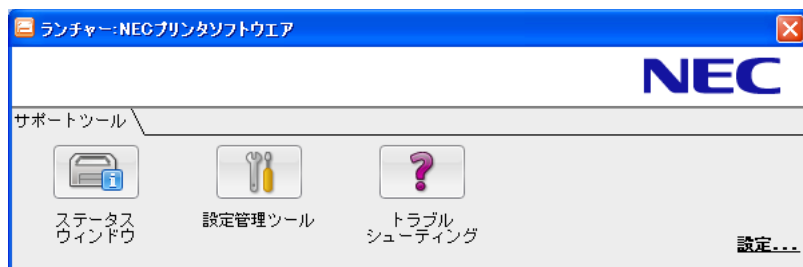 ランチャー:NECプリンタソフトウエア
NEC
サポートツール
ステータス
ウィンドウ
設定管理ツール
トラブル
シューティング
設定...